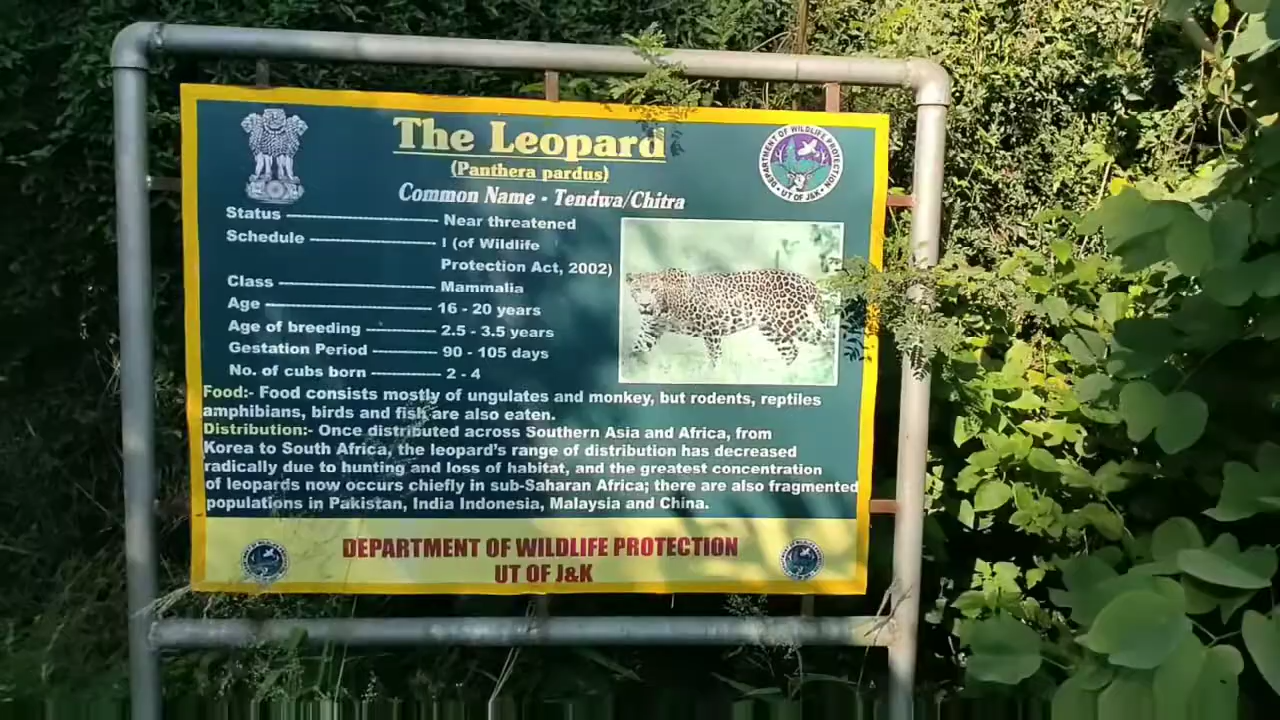 The Leopard
(Panthera pardus)
Common Name - Tendwa/Chitra
DEPARTMENT OF WILDLIFE PROTECTION
UT OF J&K
Status Near threatened
Schedule I (of Wildlife
Protection Act, 2002)
Class Mammalia
Age 16 - 20 years
Age of breeding 2.5 - 3.5 years
Gestation Period 90 - 105 days
No. of cubs born 2 - 4
Food:- Food consists mostly of ungulates and monkey, but rodents, reptiles
amphibians, birds and fish are also eaten.
Distribution:- Once distributed across Southern Asia and Africa, from
Korea to South Africa, the leopard's range of distribution has decreased
radically due to hunting and loss of habitat, and the greatest concentration
of leopards now occurs chiefly in sub-Saharan Africa; there are also fragmented
populations in Pakistan, India Indonesia, Malaysia and China.
DEPARTMENT OF WILDLIFE PROTECTION
UT OF J&K